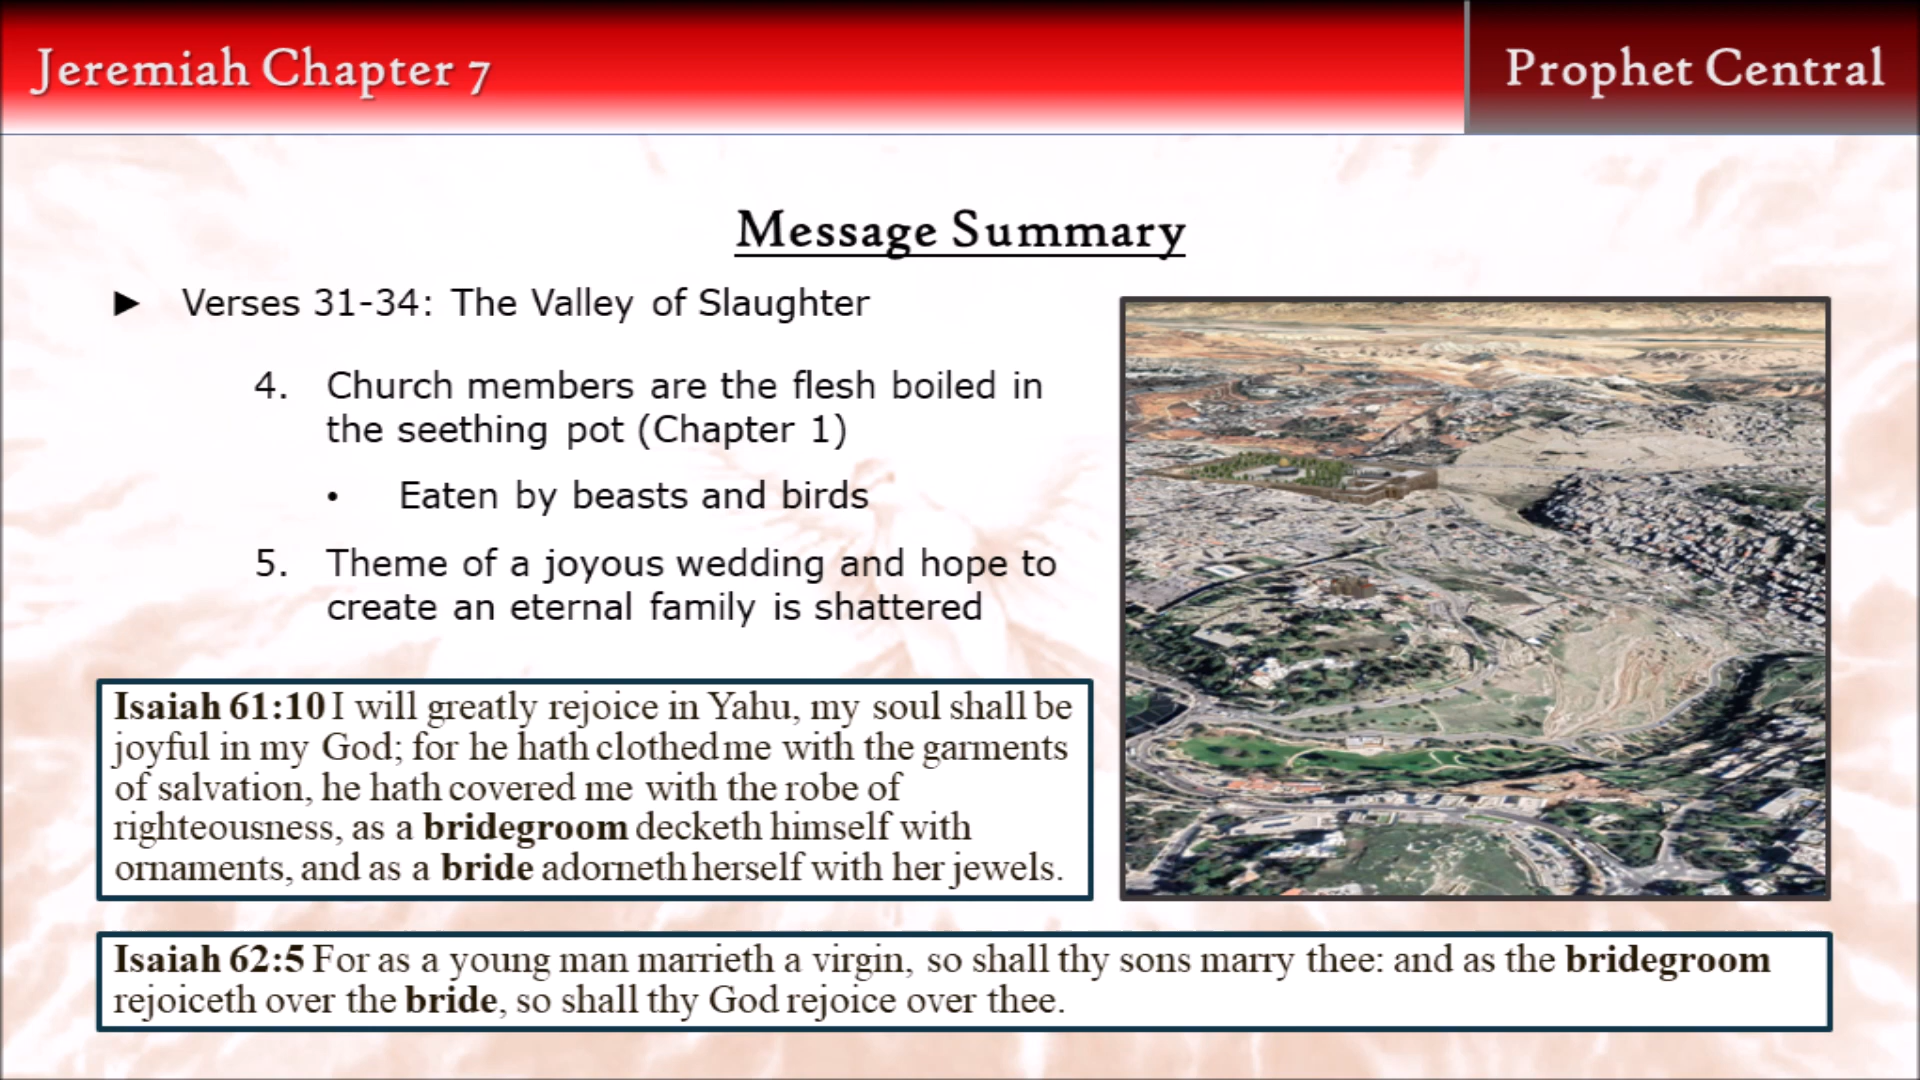 Jeremiah Chapter 7
Prophet Central
Message Summary
► Verses 31-34: The Valley of Slaughter
4. Church members are the flesh boiled in
the seething pot (Chapter 1)
• Eaten by beasts and birds
5. Theme of a joyous wedding and hope to
create an eternal family is shattered
Isaiah 61:10 I will greatly rejoice in Yahu, my soul shall be
joyful in my God; for he hath clothed me with the garments
of salvation, he hath covered me with the robe of
righteousness, as a bridegroom decketh himself with
ornaments, and as a bride adorneth herself with her jewels.
Isaiah 62:5 For as a young man marrieth a virgin, so shall thy sons marry thee: and as the bridegroom
rejoiceth over the bride, so shall thy God rejoice over thee.